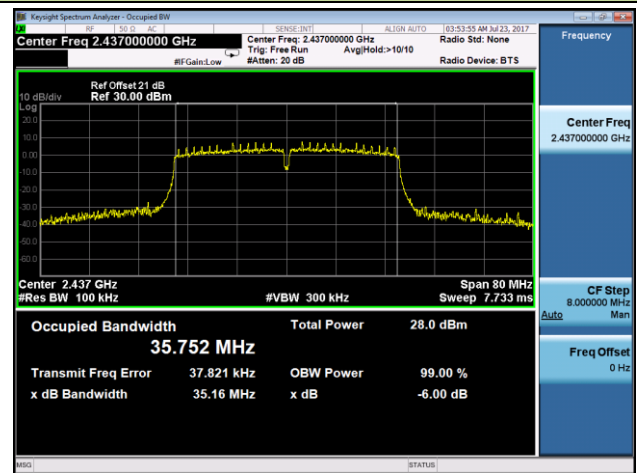 Keysight Spectrum Analyzer - Occupied BW
LXI RF 50 Ω AC SENSE:INT ALIGN AUTO 03:53:55 AM Jul 23, 2017
Center Freq 2.437000000 GHz
Center Freq: 2.437000000 GHz
Radio Std: None
Trig: Free Run Avg|Hold:>10/10
#IFGain:Low #Atten: 20 dB Radio Device: BTS
Frequency
Ref Offset 21 dB
10 dB/div Ref 30.00 dBm
Log
20.0
10.0
0.00
-10.0
-20.0
-30.0
-40.0
-50.0
-60.0
Center 2.437 GHz Span 80 MHz
#Res BW 100 kHz #VBW 300 kHz Sweep 7.733 ms
Occupied Bandwidth Total Power 28.0 dBm
35.752 MHz
Transmit Freq Error 37.821 kHz OBW Power 99.00 %
x dB Bandwidth 35.16 MHz x dB -6.00 dB
Center Freq
2.437000000 GHz
CF Step
8.000000 MHz
Auto Man
Freq Offset
0 Hz
MSG STATUS